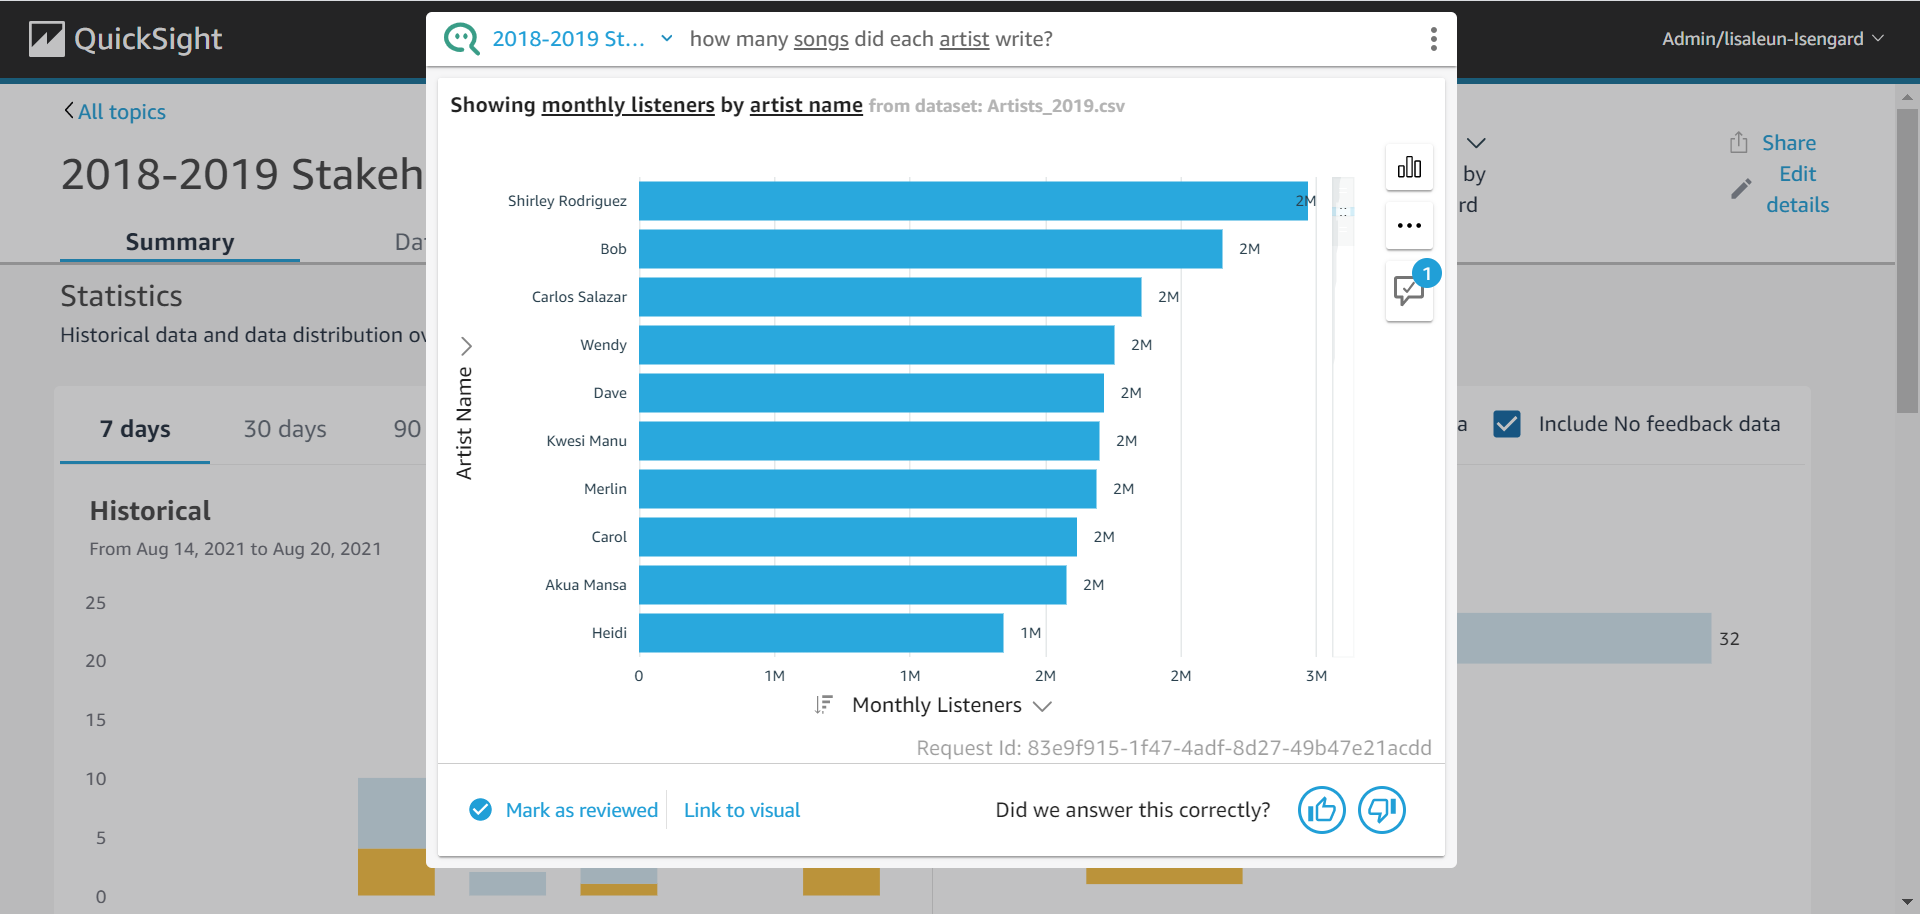 QuickSight
2018-2019 St...
how many songs did each artist write?
Admin/lisaleun-Isengard
All topics
2018-2019 Stakeh
Summary
Da
Statistics
Historical data and data distribution ov
7 days
30 days
90
Historical
From Aug 14, 2021 to Aug 20, 2021
25
20
15
10
5
0
Showing monthly listeners by artist name from dataset: Artists_2019.csv
Artist Name
Shirley Rodriguez 2M
Bob 2M
Carlos Salazar 2M
Wendy 2M
Dave 2M
Kwesi Manu 2M
Merlin 2M
Carol 2M
Akua Mansa 2M
Heidi 1M
0 1M 1M 2M 2M 3M
Monthly Listeners
Request Id: 83e9f915-1f47-4adf-8d27-49b47e21acdd
Mark as reviewed
Link to visual
Did we answer this correctly?
1
by
rd
Share
Edit
details
a
Include No feedback data
32